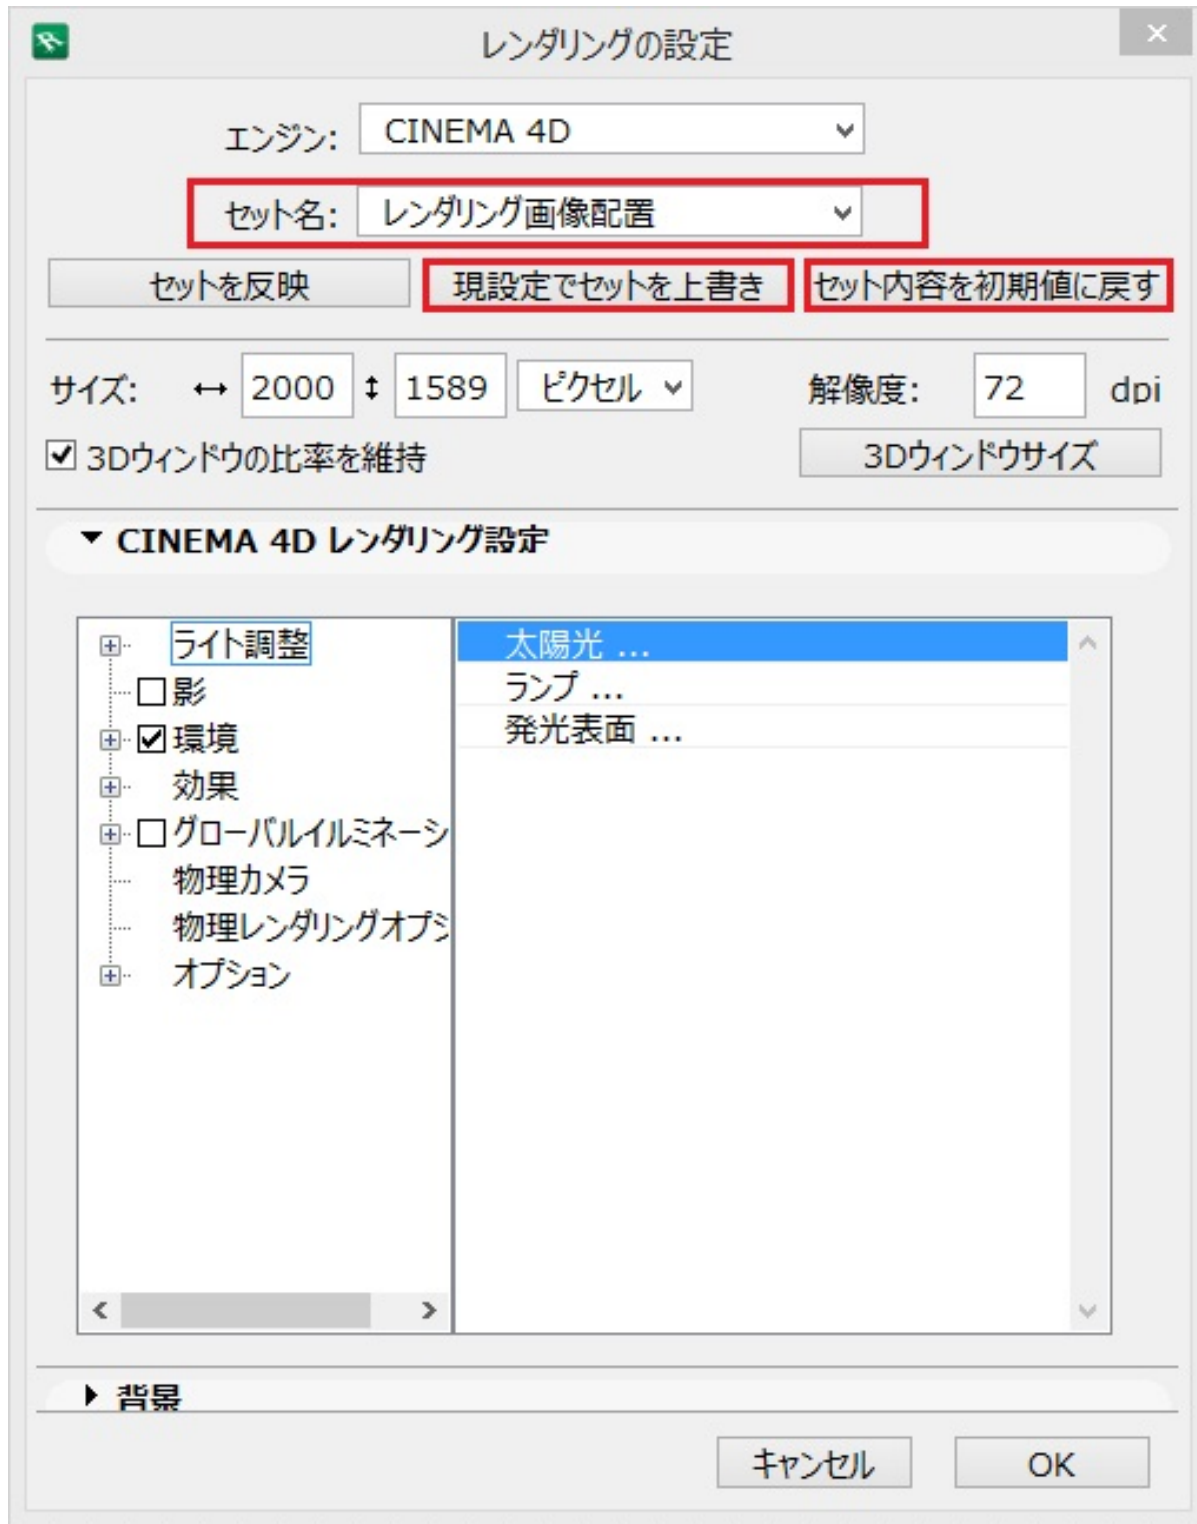 レンダリングの設定
エンジン: CINEMA 4D
セット名: レンダリング画像配置
セットを反映 現設定でセットを上書き セット内容を初期値に戻す
サイズ: 2000 1589 ピクセル 解像度: 72 dpi
3Dウィンドウの比率を維持 3Dウィンドウサイズ
CINEMA 4D レンダリング設定
ライト調整 太陽光 ...
影 ランプ ...
環境 発光表面 ...
効果
グローバルイルミネーシ
物理カメラ
物理レンダリングオプシ
オプション
背景
キャンセル OK